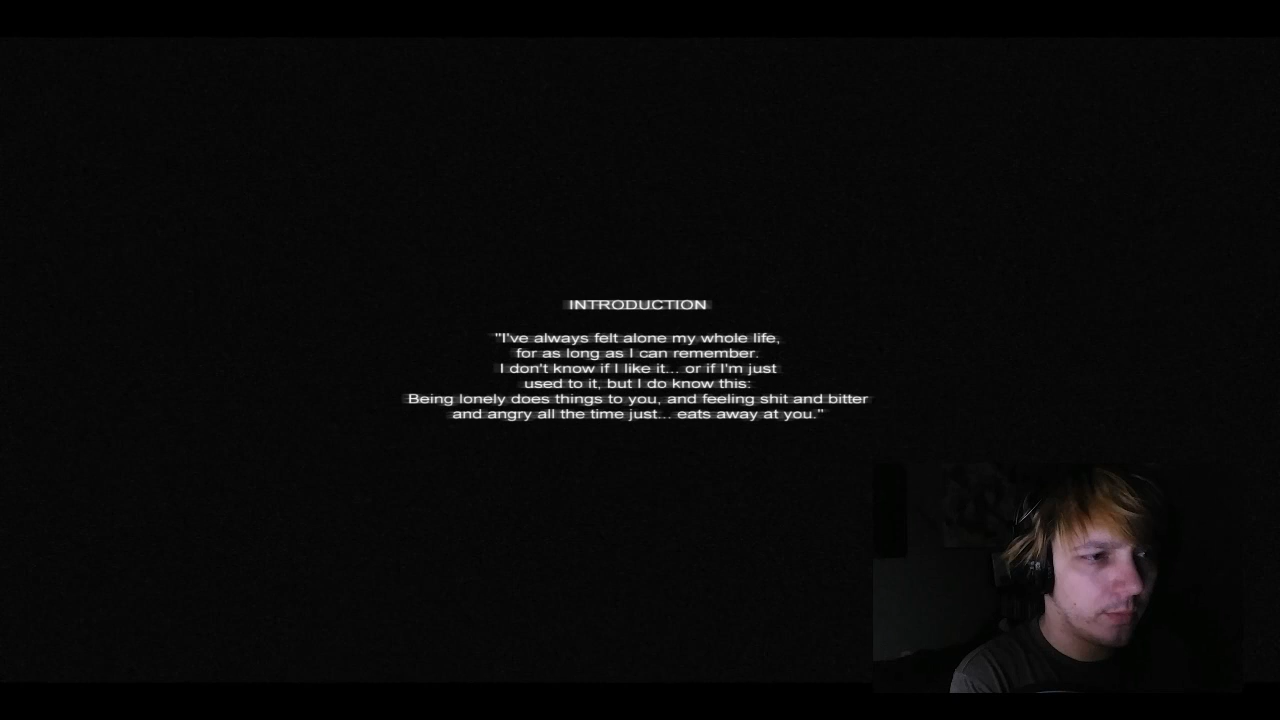 INTRODUCTION
"I've always felt alone my whole life,
for as long as I can remember.
I don't know if I like it... or if I'm just
used to it, but I do know this:
Being lonely does things to you, and feeling shit and bitter
and angry all the time just... eats away at you."